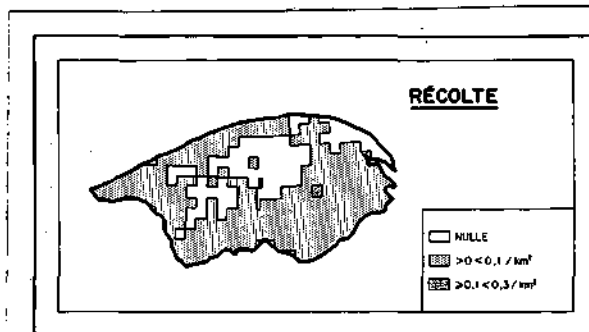 RÉCOLTE
NULLE
>0 < 0,1 / km²
≥0,1 < 0,3 / km²